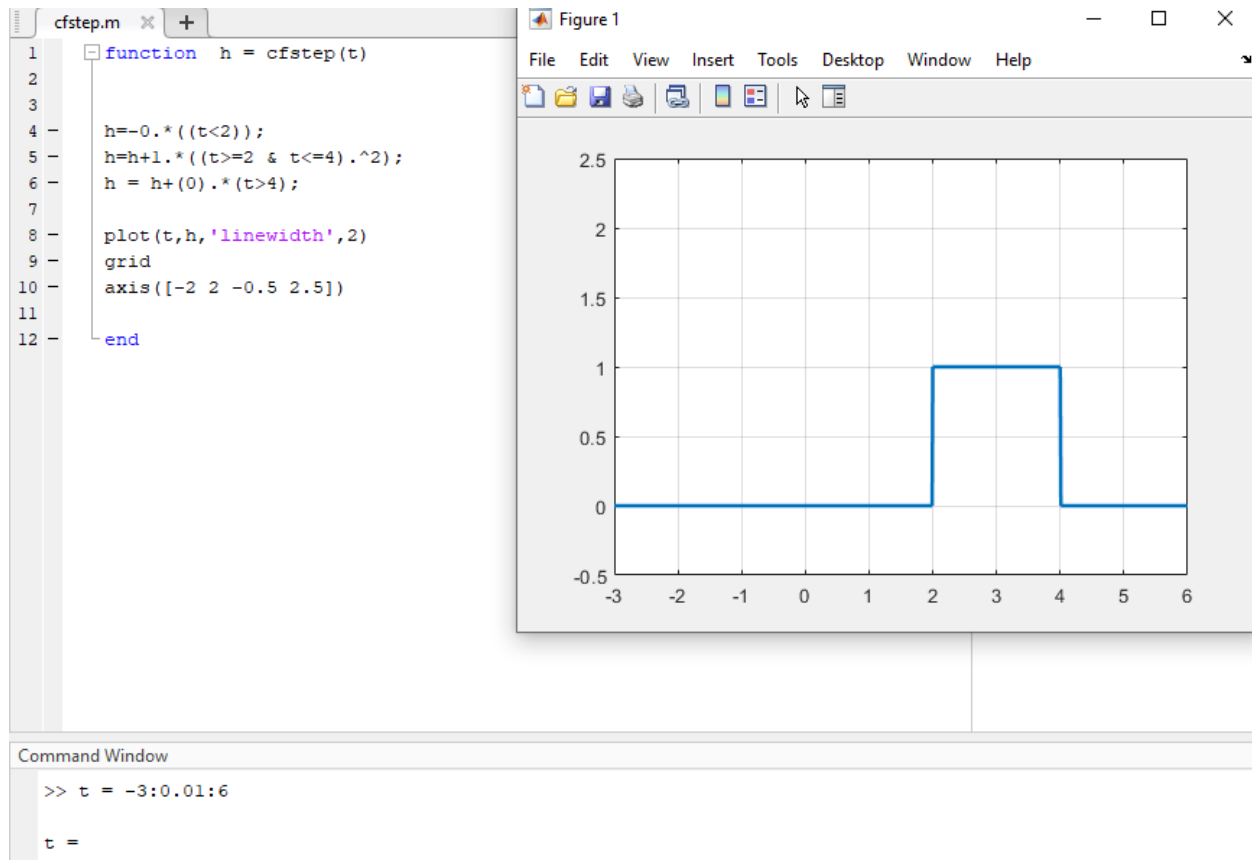 cfstep.m
1 function  h = cfstep(t)
2
3
4 h=-0.*((t<2));
5 h=h+1.*((t>=2 & t<=4).^2);
6 h = h+(0).*(t>4);
7
8 plot(t,h,'linewidth',2)
9 grid
10 axis([-2 2 -0.5 2.5])
11
12 end
Figure 1
File Edit View Insert Tools Desktop Window Help
2.5
2
1.5
1
0.5
0
-0.5
-3 -2 -1 0 1 2 3 4 5 6
Command Window
>> t = -3:0.01:6
t =